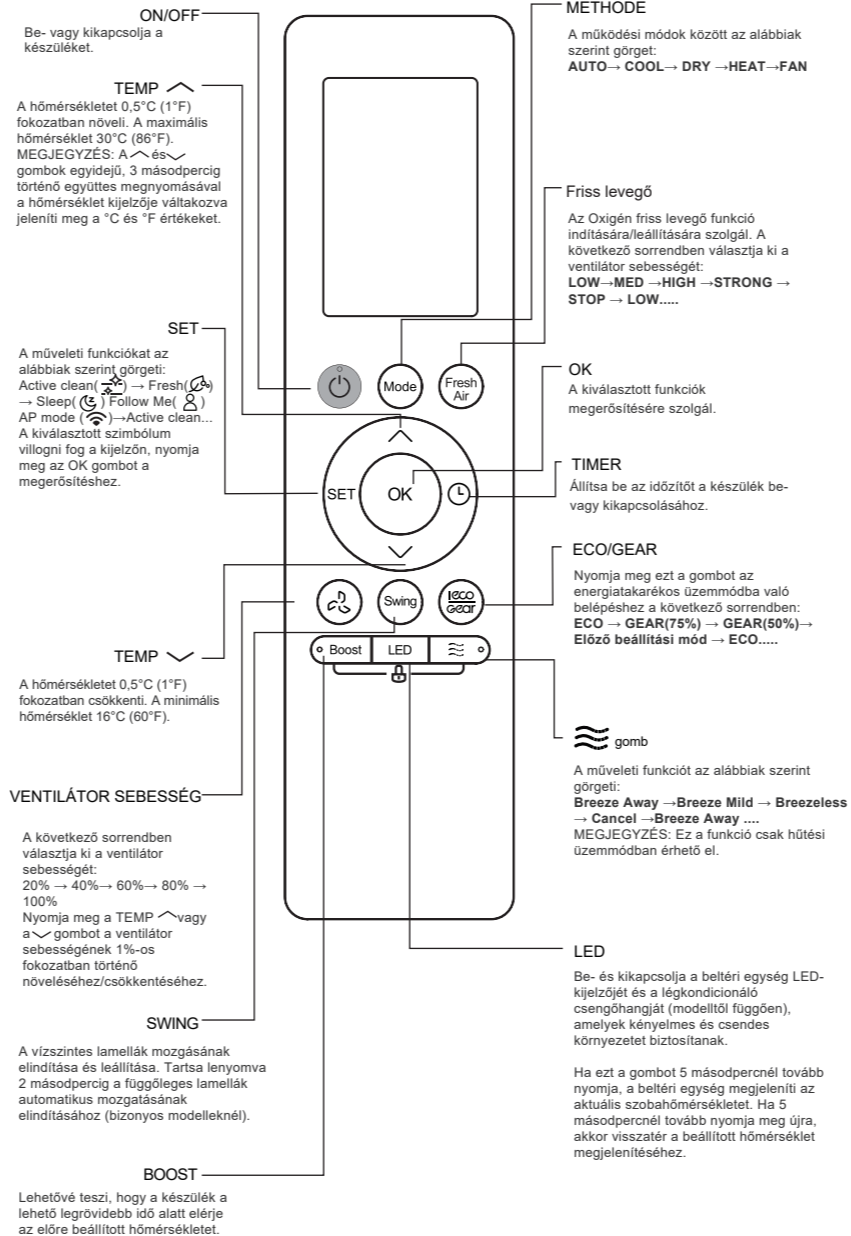 ON/OFF
Be- vagy kikapcsolja a
készüléket.
TEMP
A hőmérsékletet 0,5°C (1°F)
fokozatban növeli. A maximális
hőmérséklet 30°C (86°F).
MEGJEGYZÉS: A és
gombok egyidejű, 3 másodpercig
történő együttes megnyomásával
a hőmérséklet kijelzője váltakozva
jeleníti meg a °C és °F értékeket.
SET
A műveleti funkciókat az
alábbiak szerint görgeti:
Active clean( ) → Fresh( )
→ Sleep( ) Follow Me( )
AP mode ( )→Active clean...
A kiválasztott szimbólum
villogni fog a kijelzőn, nyomja
meg az OK gombot a
megerősítéshez.
TEMP
A hőmérsékletet 0,5°C (1°F)
fokozatban csökkenti. A minimális
hőmérséklet 16°C (60°F).
VENTILÁTOR SEBESSÉG
A következő sorrendben
választja ki a ventilátor
sebességét:
20% → 40%→ 60%→ 80% →
100%
Nyomja meg a TEMP vagy
a gombot a ventilátor
sebességének 1%-os
fokozatban történő
növeléséhez/csökkentéséhez.
SWING
A vízszintes lamellák mozgásának
elindítása és leállítása. Tartsa lenyomva
2 másodpercig a függőleges lamellák
automatikus mozgatásának
elindításához (bizonyos modelleknél).
BOOST
Lehetővé teszi, hogy a készülék a
lehető legrövidebb idő alatt elérje
az előre beállított hőmérsékletet.
Mode
Fresh
Air
SET
OK
Swing
eco
gear
Boost
LED
METHODE
A működési módok között az alábbiak
szerint görget:
AUTO→ COOL→ DRY →HEAT→FAN
Friss levegő
Az Oxigén friss levegő funkció
indítására/leállítására szolgál. A
következő sorrendben választja ki a
ventilátor sebességét:
LOW→MED →HIGH →STRONG →
STOP → LOW.....
OK
A kiválasztott funkciók
megerősítésére szolgál.
TIMER
Állítsa be az időzítőt a készülék be-
vagy kikapcsolásához.
ECO/GEAR
Nyomja meg ezt a gombot az
energiatakarékos üzemmódba való
belépéshez a következő sorrendben:
ECO → GEAR(75%) → GEAR(50%)→
Előző beállítási mód → ECO.....
gomb
A műveleti funkciót az alábbiak szerint
görgeti:
Breeze Away →Breeze Mild → Breezeless
→ Cancel →Breeze Away ....
MEGJEGYZÉS: Ez a funkció csak hűtési
üzemmódban érhető el.
LED
Be- és kikapcsolja a beltéri egység LED-
kijelzőjét és a légkondicionáló
csengőhangját (modelltől függően),
amelyek kényelmes és csendes
környezetet biztosítanak.
Ha ezt a gombot 5 másodpercnél tovább
nyomja, a beltéri egység megjeleníti az
aktuális szobahőmérsékletet. Ha 5
másodpercnél tovább nyomja meg újra,
akkor visszatér a beállított hőmérséklet
megjelenítéséhez.